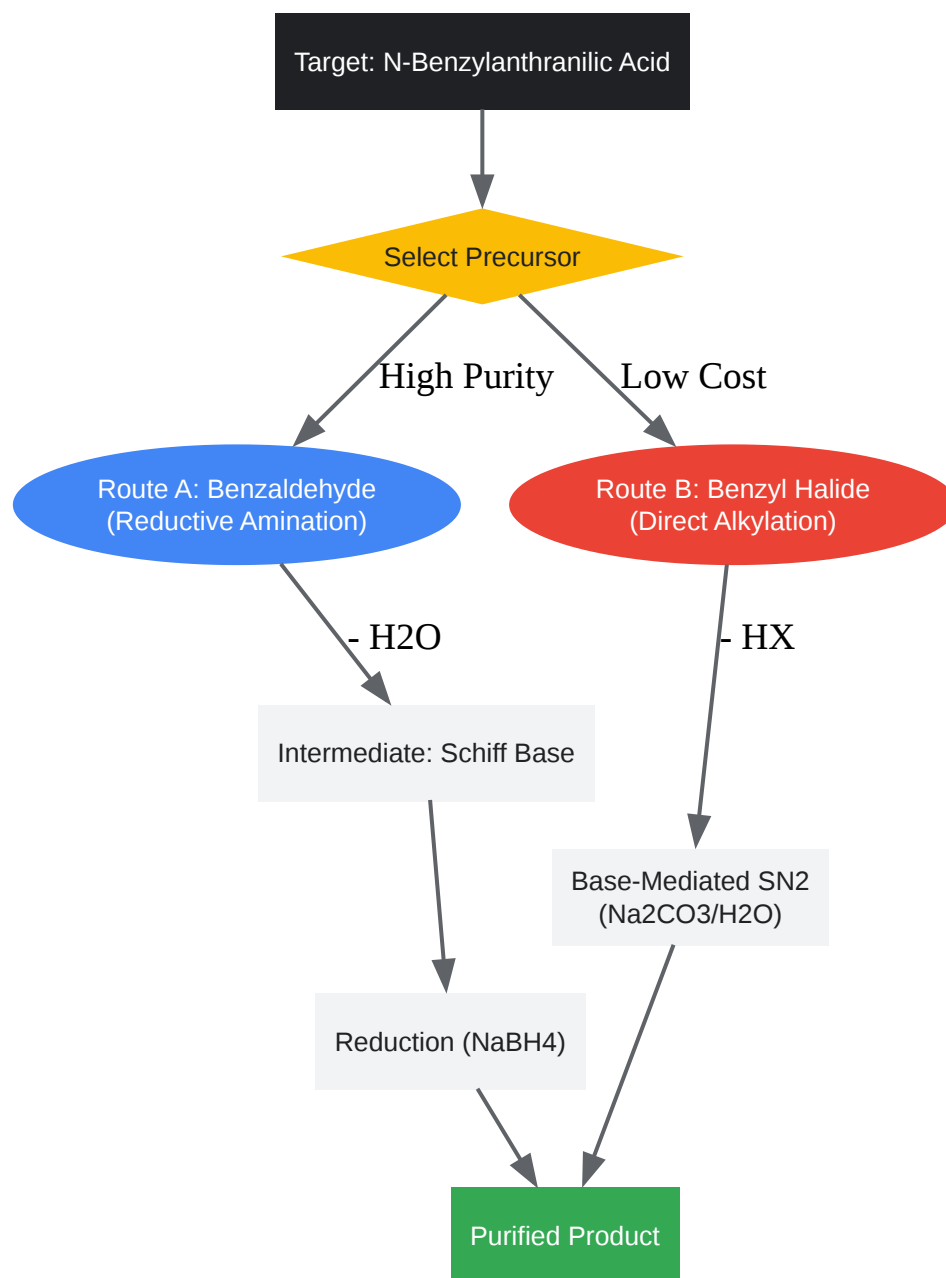 Target: N-Benzylanthranilic Acid
Select Precursor
High Purity
Low Cost
Route A: Benzaldehyde
(Reductive Amination)
Route B: Benzyl Halide
(Direct Alkylation)
- H2O
- HX
Intermediate: Schiff Base
Base-Mediated SN2
(Na2CO3/H2O)
Reduction (NaBH4)
Purified Product